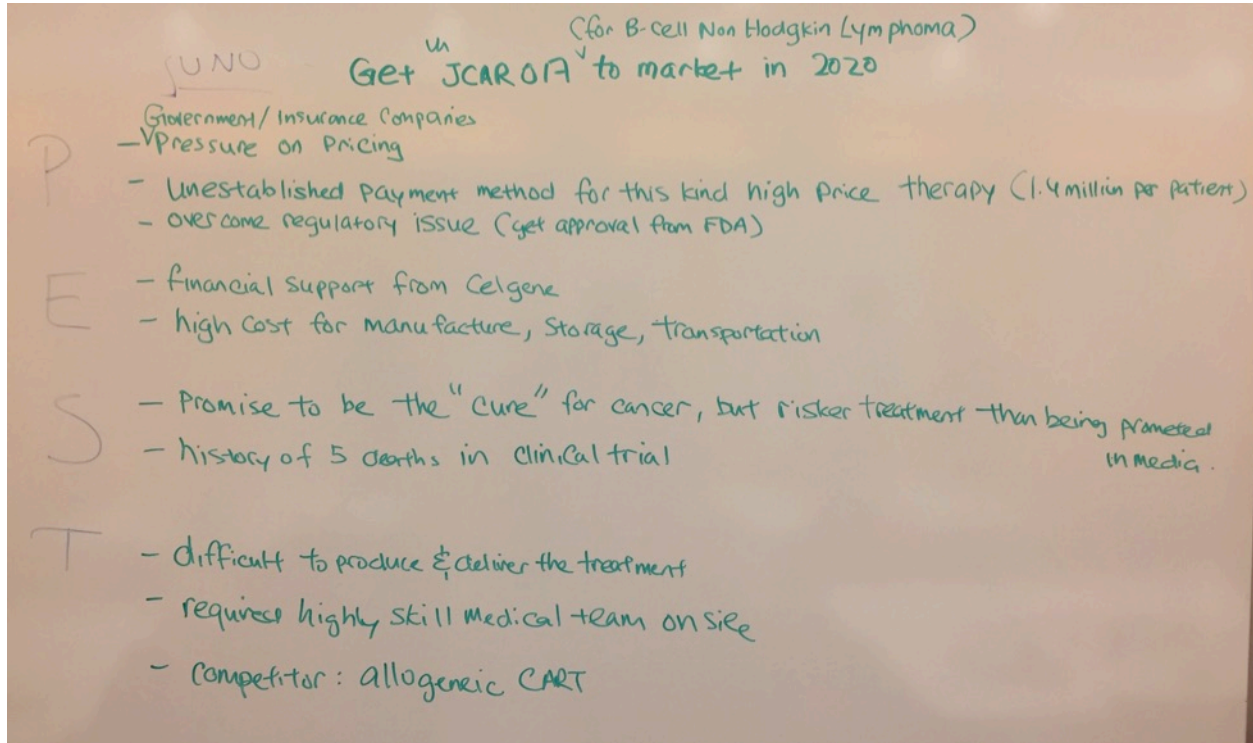 (for B-cell Non Hodgkin Lymphoma)
JUNO Get JCAR017 to market in 2020
Government/Insurance Companies
P - Pressure on Pricing
- Unestablished payment method for this kind high price therapy (1.4 million per patient)
- overcome regulatory issue (get approval from FDA)
E - financial support from Celgene
- high cost for manufacture, storage, transportation
S - Promise to be the "cure" for cancer, but risker treatment than being prometed
in media.
- history of 5 deaths in clinical trial
T - difficult to produce & deliver the treatment
- requires highly skill medical team on site
- competitor: allogeneic CART